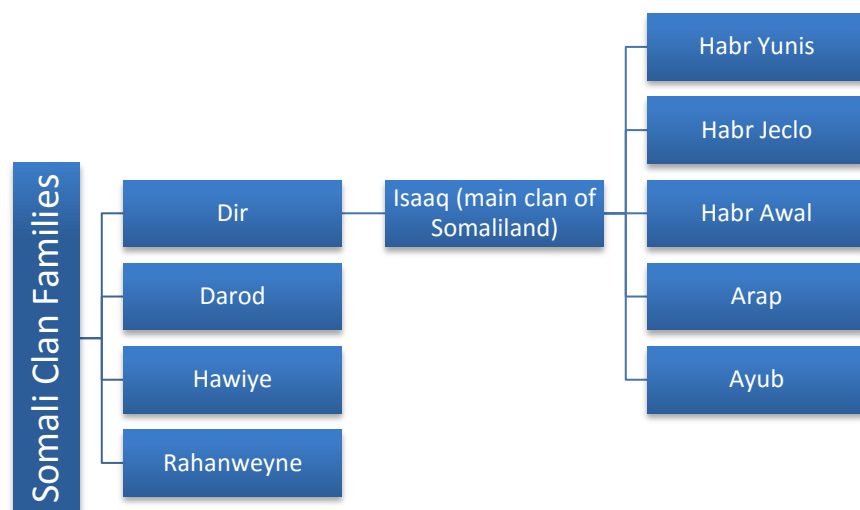 Somali Clan Families
Dir
Darod
Hawiye
Rahanweyne
Isaaq (main clan of
Somaliland)
Habr Yunis
Habr Jeclo
Habr Awal
Arap
Ayub